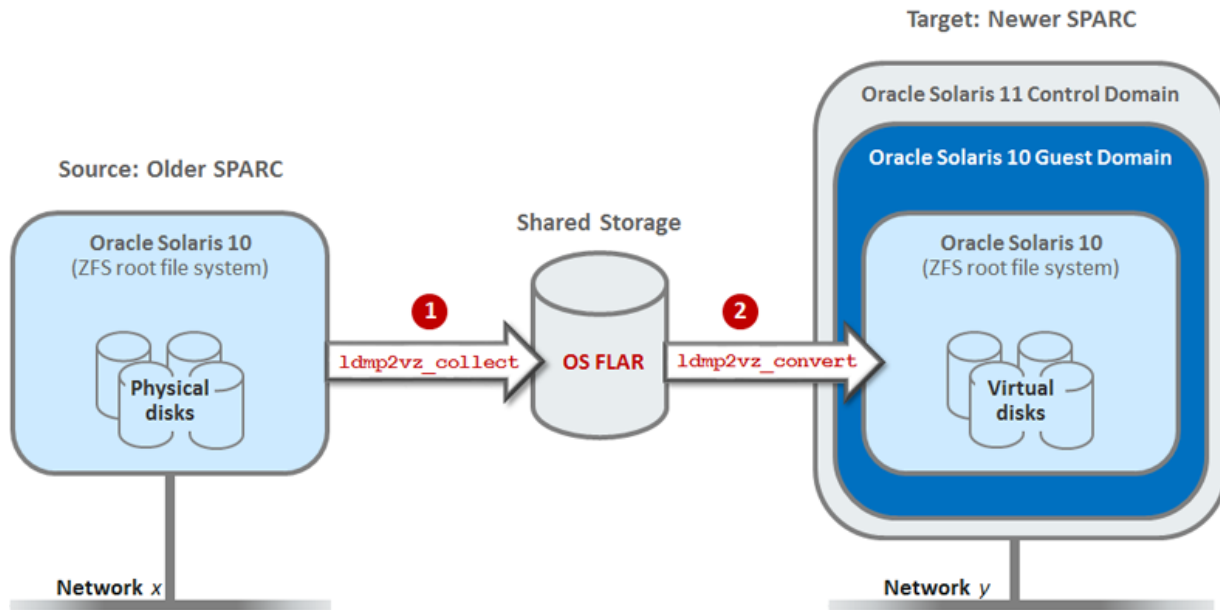 Target: Newer SPARC
Oracle Solaris 11 Control Domain
Oracle Solaris 10 Guest Domain
Source: Older SPARC
Oracle Solaris 10
(ZFS root file system)
Physical
disks
Network x
1
ldmp2vz_collect
Shared Storage
OS FLAR
2
ldmp2vz_convert
Oracle Solaris 10
(ZFS root file system)
Virtual
disks
Network y